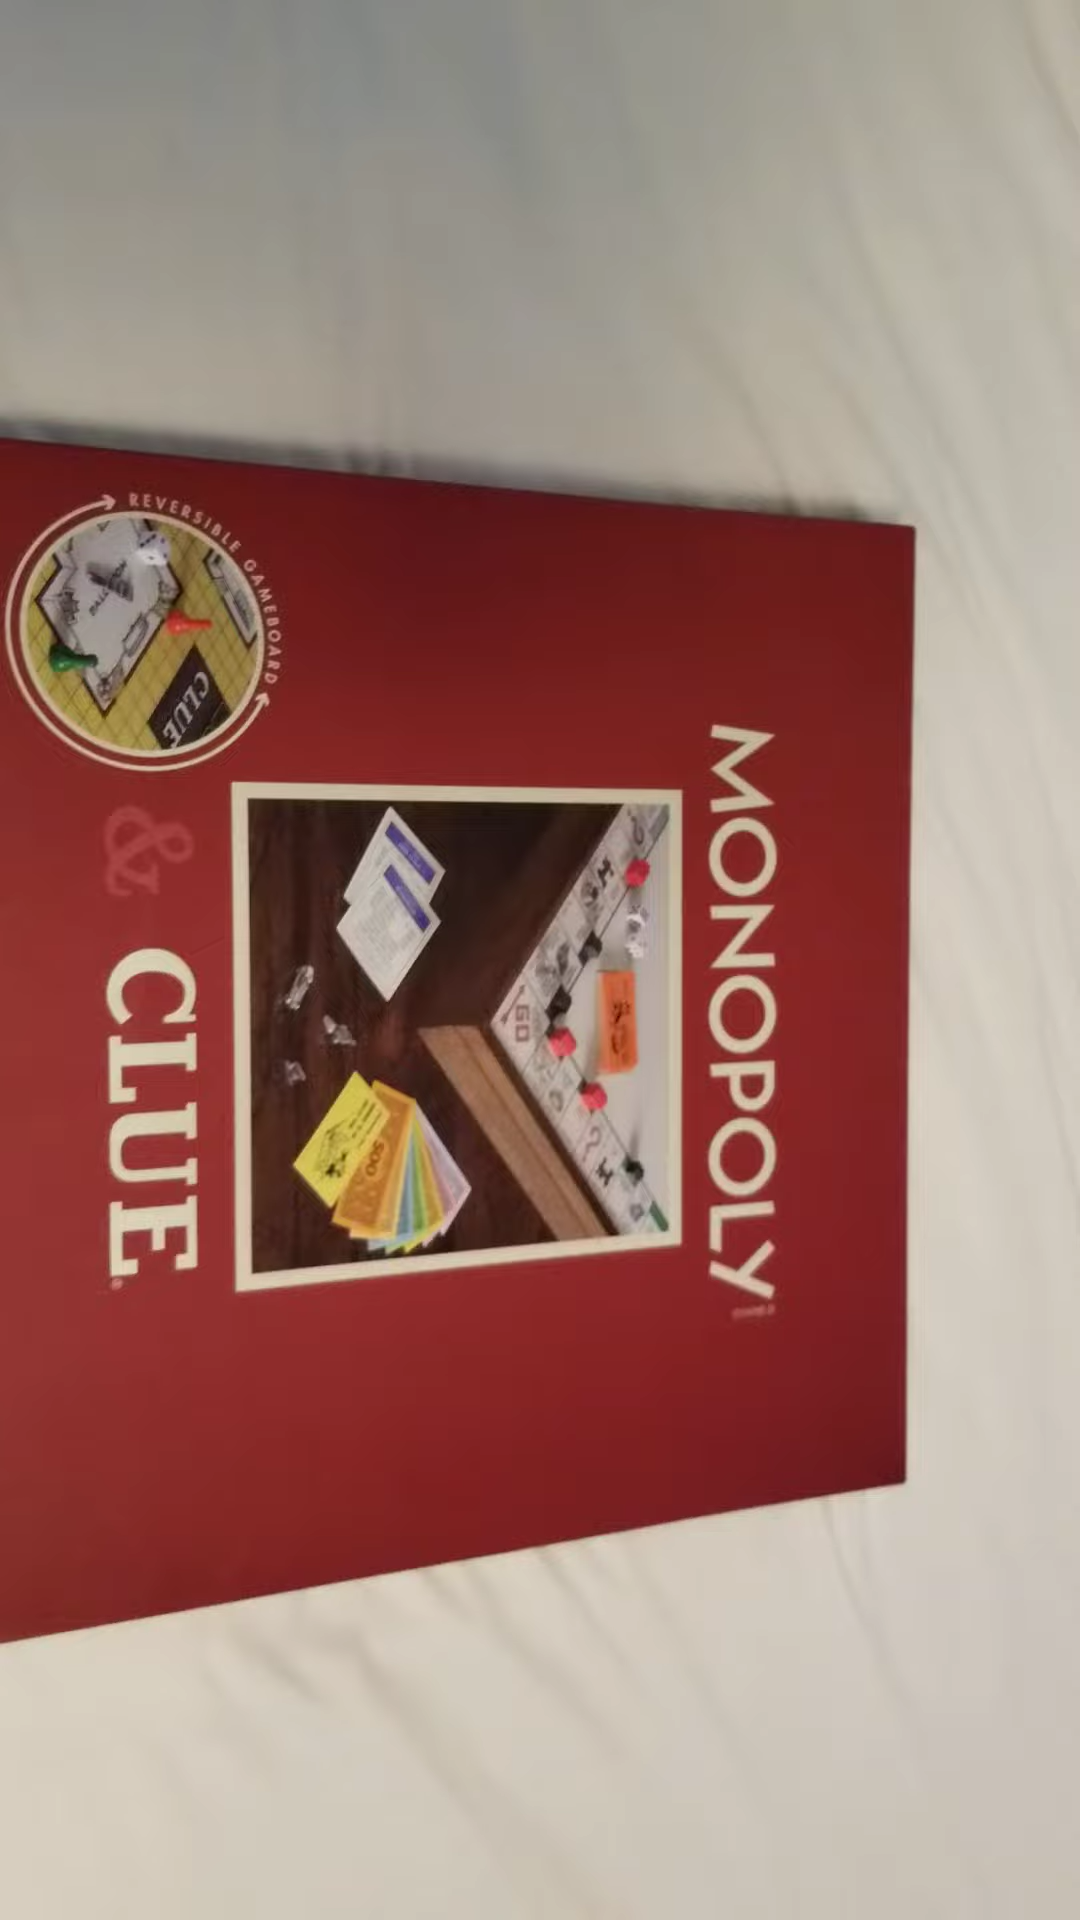 MONOPOLY
GO
500
& CLUE
REVERSIBLE GAMEBOARD
CLUE